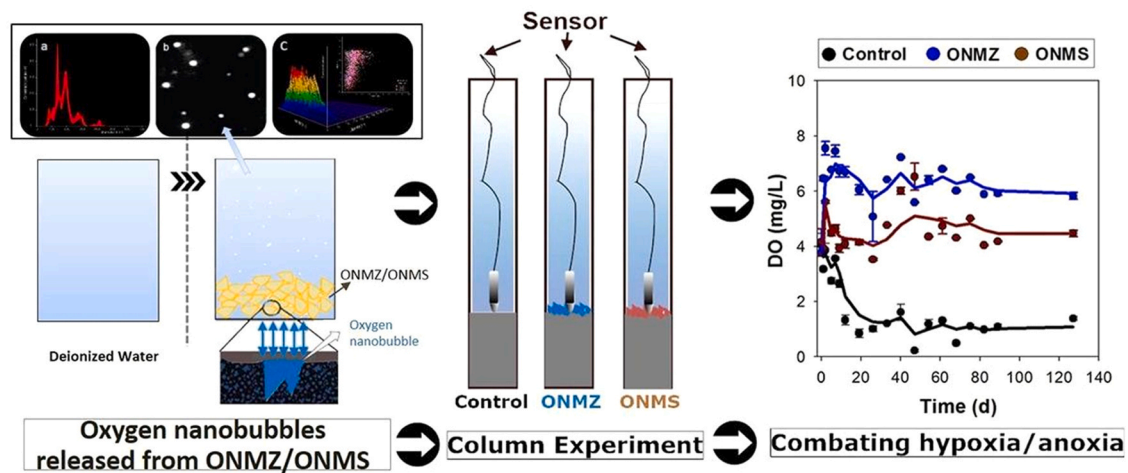 Sensor
a
b
C
ONMZ/ONMS
Oxygen
nanobubble
Deionized Water
Control ONMZ ONMS
Control ONMZ ONMS
DO (mg/L)
10
8
6
4
2
0
0 20 40 60 80 100 120 140
Time (d)
Oxygen nanobubbles
released from ONMZ/ONMS
Column Experiment
Combating hypoxia/anoxia